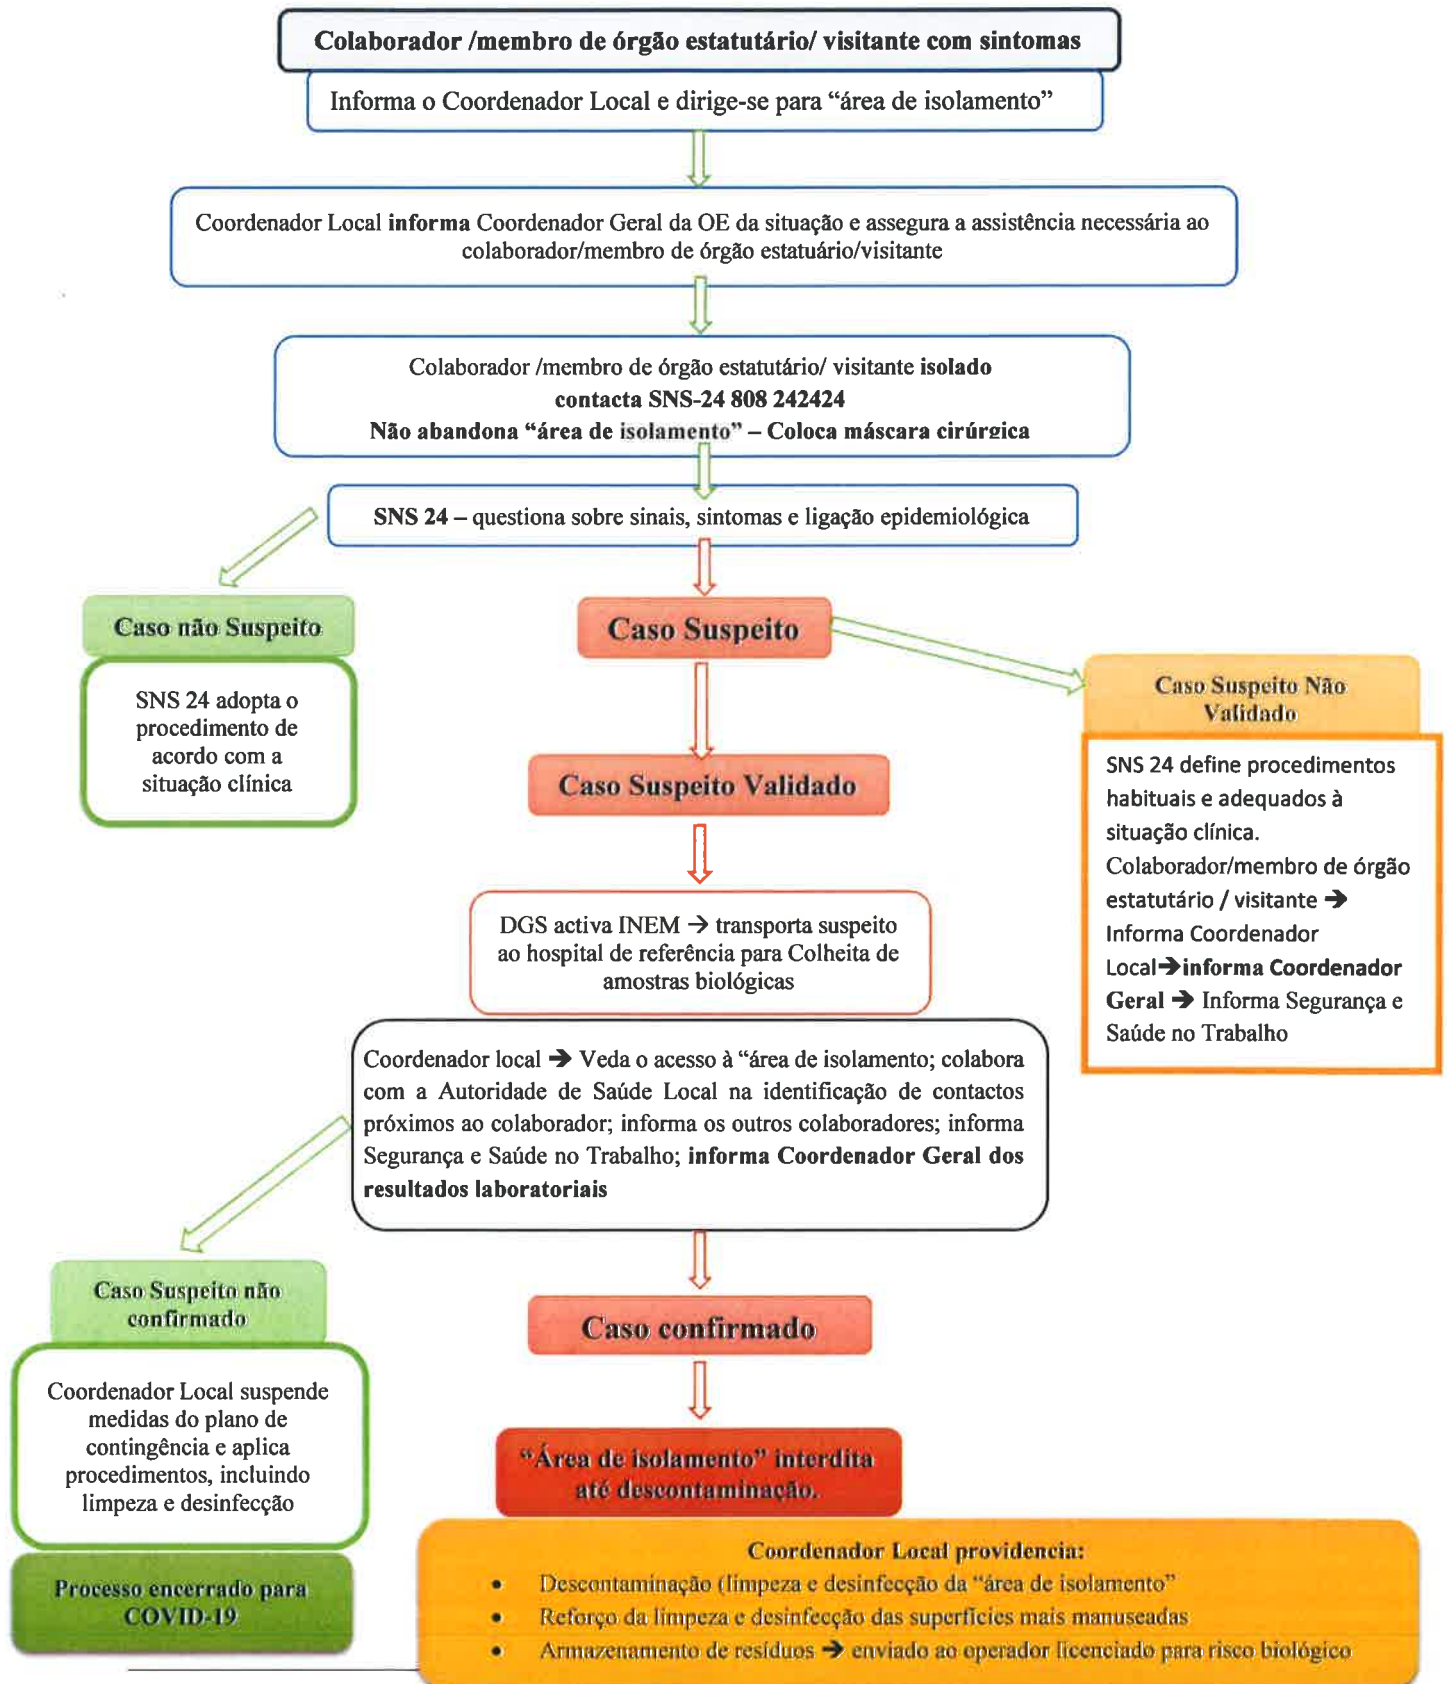 Colaborador /membro de órgão estatutário/ visitante com sintomas
Informa o Coordenador Local e dirige-se para “área de isolamento”
Coordenador Local informa Coordenador Geral da OE da situação e assegura a assistência necessária ao
colaborador/membro de órgão estatuário/visitante
Colaborador /membro de órgão estatutário/ visitante isolado
contacta SNS-24 808 242424
Não abandona “área de isolamento” – Coloca máscara cirúrgica
SNS 24 – questiona sobre sinais, sintomas e ligação epidemiológica
Caso não Suspeito
SNS 24 adopta o
procedimento de
acordo com a
situação clínica
Caso Suspeito
Caso Suspeito Não
Validado
SNS 24 define procedimentos
habituais e adequados à
situação clínica.
Colaborador/membro de órgão
estatutário / visitante ➔
Informa Coordenador
Local➔informa Coordenador
Geral ➔ Informa Segurança e
Saúde no Trabalho
Caso Suspeito Validado
DGS activa INEM → transporta suspeito
ao hospital de referência para Colheita de
amostras biológicas
Coordenador local ➔ Veda o acesso à “área de isolamento; colabora
com a Autoridade de Saúde Local na identificação de contactos
próximos ao colaborador; informa os outros colaboradores; informa
Segurança e Saúde no Trabalho; informa Coordenador Geral dos
resultados laboratoriais
Caso Suspeito não
confirmado
Coordenador Local suspende
medidas do plano de
contingência e aplica
procedimentos, incluindo
limpeza e desinfecção
Processo encerrado para
COVID-19
Caso confirmado
“Área de isolamento” interdita
até descontaminação.
Coordenador Local providencia:
• Descontaminação (limpeza e desinfecção da “área de isolamento”
• Reforço da limpeza e desinfecção das superfícies mais manuseadas
• Armazenamento de resíduos ➔ enviado ao operador licenciado para risco biológico